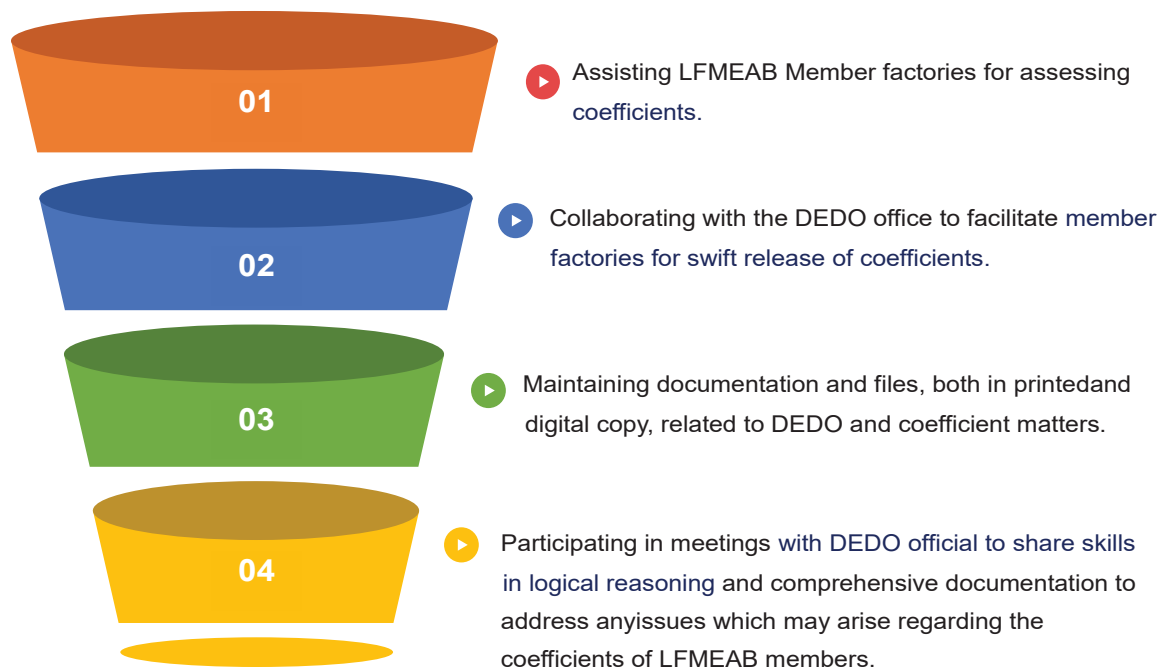 01
Assisting LFMEAB Member factories for assessing
coefficients.
02
Collaborating with the DEDO office to facilitate member
factories for swift release of coefficients.
03
Maintaining documentation and files, both in printedand
digital copy, related to DEDO and coefficient matters.
04
Participating in meetings with DEDO official to share skills
in logical reasoning and comprehensive documentation to
address anyissues which may arise regarding the
coefficients of LFMEAB members.